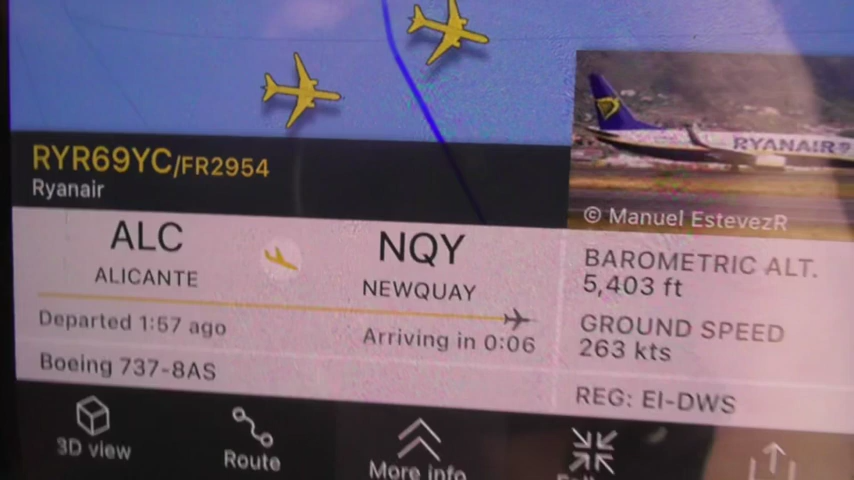 RYANAIR
© Manuel EstevezR
RYR69YC/FR2954
Ryanair
ALC
ALICANTE
NQY
NEWQUAY
Departed 1:57 ago
Arriving in 0:06
Boeing 737-8AS
BAROMETRIC ALT.
5,403 ft
GROUND SPEED
263 kts
REG: EI-DWS
3D view
Route
More info